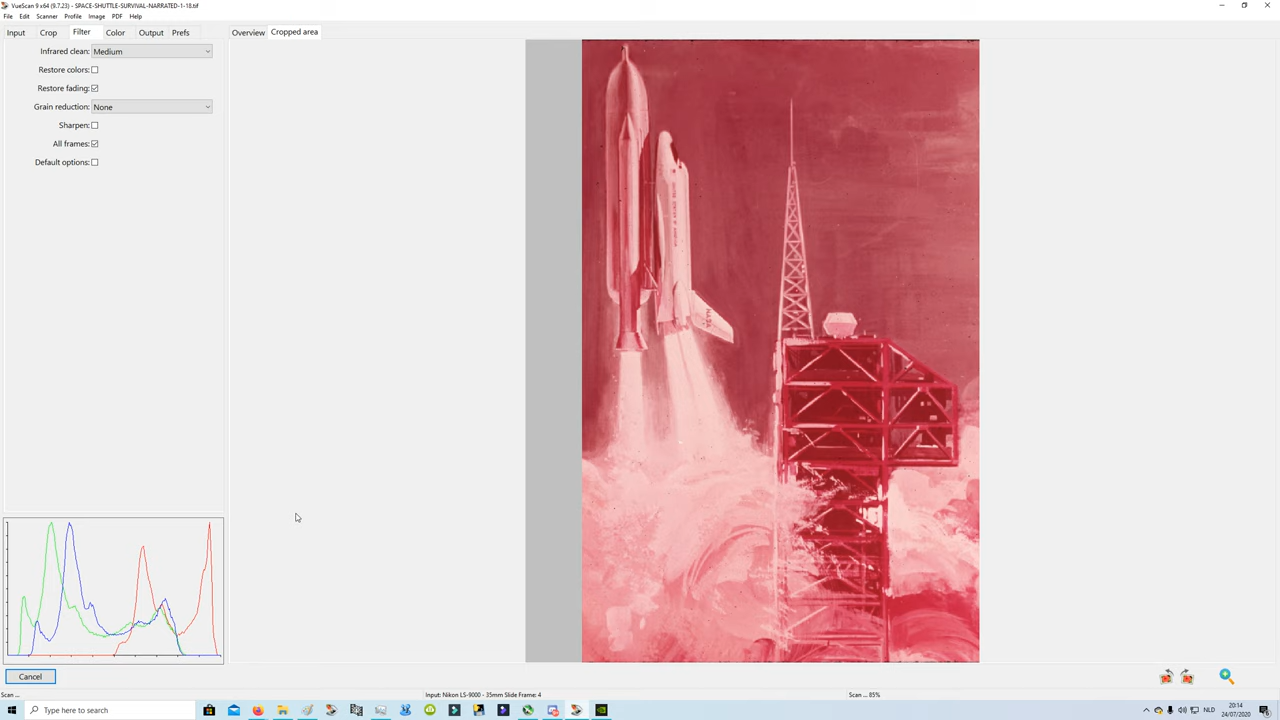 VueScan 9 x64 (9.7.23) - SPACE-SHUTTLE-SURVIVAL-NARRATED-1-18.tif
File Edit Scanner Profile Image PDF Help
Input Crop Filter Color Output Prefs Overview Cropped area
Infrared clean: Medium
Restore colors:
Restore fading:
Grain reduction: None
Sharpen:
All frames:
Default options:
NASA
Cancel
Scan ... Input: Nikon LS-9000 - 35mm Slide Frame: 4 Scan ... 85%
Type here to search
NLD
20:14
24/07/2020